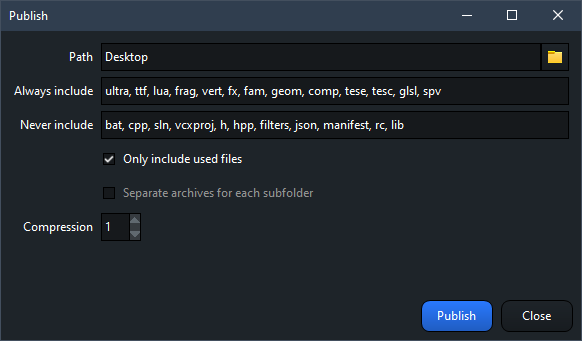 Publish
Path Desktop
Always include ultra, ttf, lua, frag, vert, fx, fam, geom, comp, tese, tesc, glsl, spv
Never include bat, cpp, sln, vcxproj, h, hpp, filters, json, manifest, rc, lib
Only include used files
Separate archives for each subfolder
Compression 1
Publish Close